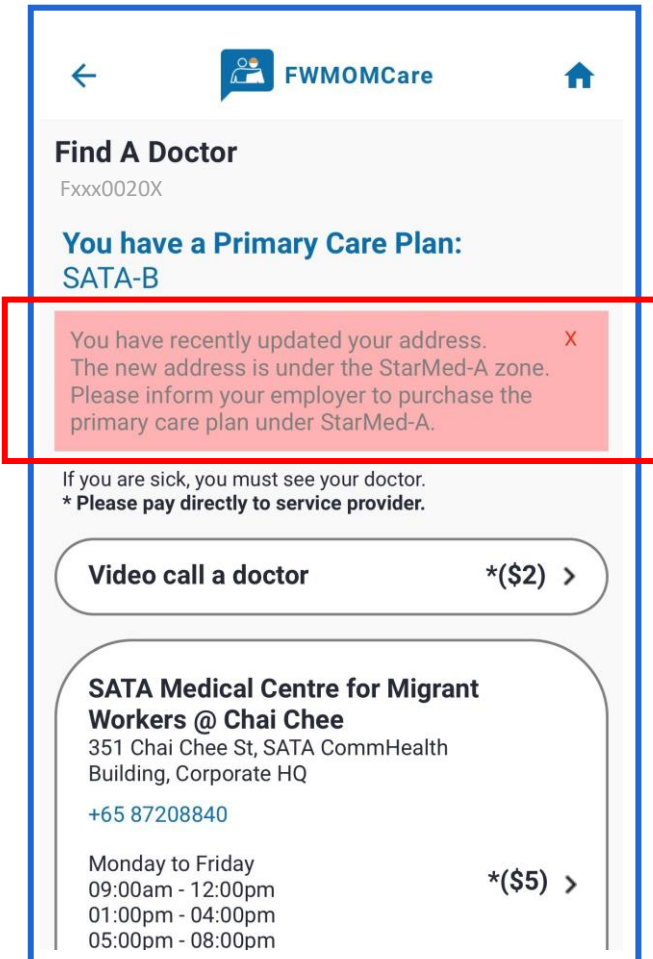 FWMOMCare
Find A Doctor
Fxxx0020X
You have a Primary Care Plan:
SATA-B
You have recently updated your address. X
The new address is under the StarMed-A zone.
Please inform your employer to purchase the
primary care plan under StarMed-A.
If you are sick, you must see your doctor.
* Please pay directly to service provider.
Video call a doctor *($2) >
SATA Medical Centre for Migrant
Workers @ Chai Chee
351 Chai Chee St, SATA CommHealth
Building, Corporate HQ
+65 87208840
Monday to Friday
09:00am - 12:00pm *($5) >
01:00pm - 04:00pm
05:00pm - 08:00pm